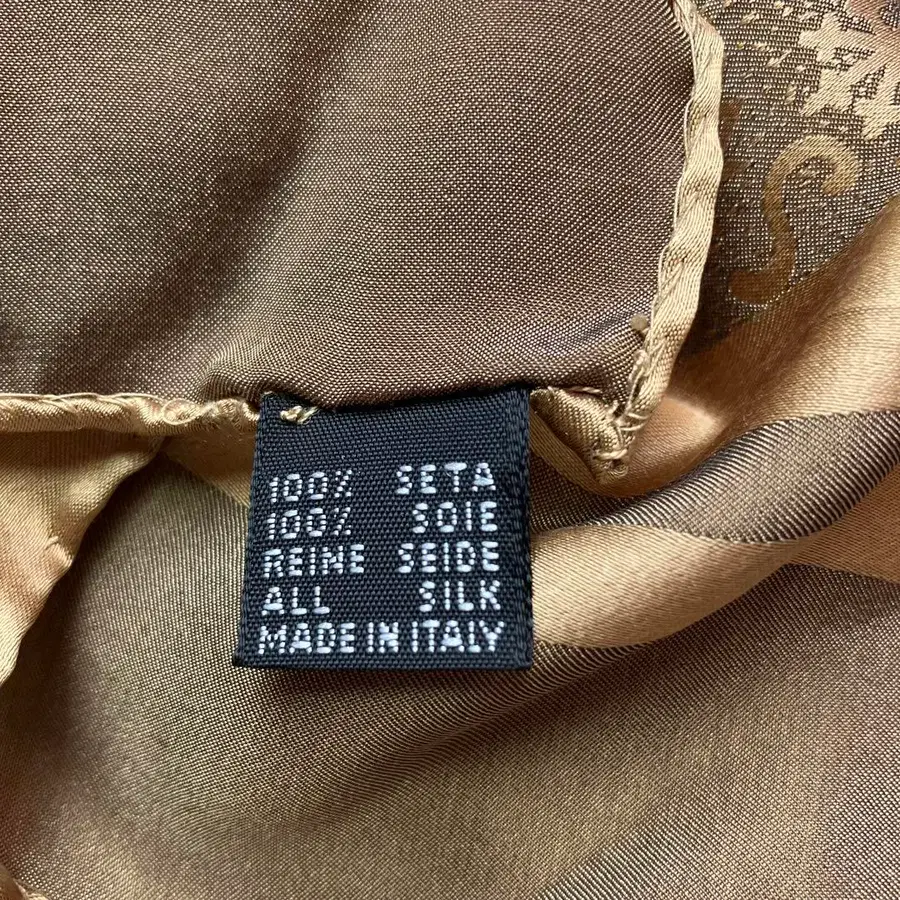 100% SETA
100% SOIE
REINE SEIDE
ALL SILK
MADE IN ITALY